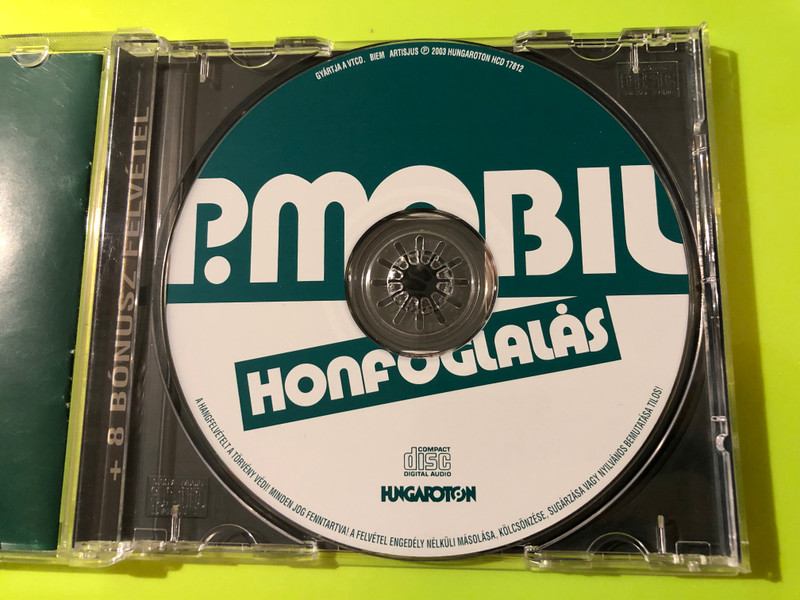 + 8 BÓNUSZ FELVÉTEL
GYÁRTJA A VTCD. BIEM ARTISJUS ℗ 2003 HUNGAROTON HCD 17812
P.MOBIL
HONFOGLALÁS
COMPACT
disc
DIGITAL AUDIO
HUNGAROTON
A HANGFELVÉTELT A TÖRVÉNY VÉDI! MINDEN JOG FENNTARTVA! A FELVÉTEL ENGEDÉLY NÉLKÜLI MÁSOLÁSA, KÖLCSÖNZÉSE, SUGÁRZÁSA VAGY NYILVÁNOS BEMUTATÁSA TILOS!